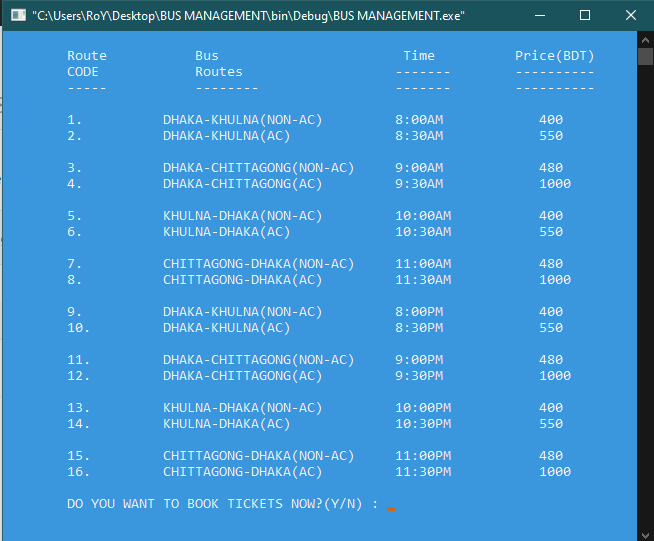 "C:\Users\RoY\Desktop\BUS MANAGEMENT\bin\Debug\BUS MANAGEMENT.exe"
Route Bus Time Price(BDT)
CODE Routes ------- ----------
----- -------- ------- ----------
1. DHAKA-KHULNA(NON-AC) 8:00AM 400
2. DHAKA-KHULNA(AC) 8:30AM 550
3. DHAKA-CHITTAGONG(NON-AC) 9:00AM 480
4. DHAKA-CHITTAGONG(AC) 9:30AM 1000
5. KHULNA-DHAKA(NON-AC) 10:00AM 400
6. KHULNA-DHAKA(AC) 10:30AM 550
7. CHITTAGONG-DHAKA(NON-AC) 11:00AM 480
8. CHITTAGONG-DHAKA(AC) 11:30AM 1000
9. DHAKA-KHULNA(NON-AC) 8:00PM 400
10. DHAKA-KHULNA(AC) 8:30PM 550
11. DHAKA-CHITTAGONG(NON-AC) 9:00PM 480
12. DHAKA-CHITTAGONG(AC) 9:30PM 1000
13. KHULNA-DHAKA(NON-AC) 10:00PM 400
14. KHULNA-DHAKA(AC) 10:30PM 550
15. CHITTAGONG-DHAKA(NON-AC) 11:00PM 480
16. CHITTAGONG-DHAKA(AC) 11:30PM 1000
DO YOU WANT TO BOOK TICKETS NOW?(Y/N) :